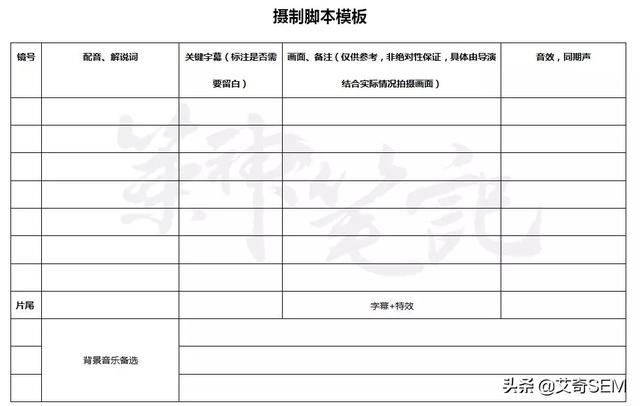 摄制脚本模板
镜号
配音、解说词
关键字幕（标注是否需
要留白）
画面、备注（仅供参考，非绝对性保证，具体由导演
结合实际情况拍摄画面）
音效，同期声
策神笔記
片尾
字幕+特效
背景音乐备选
头条@艾奇SEM